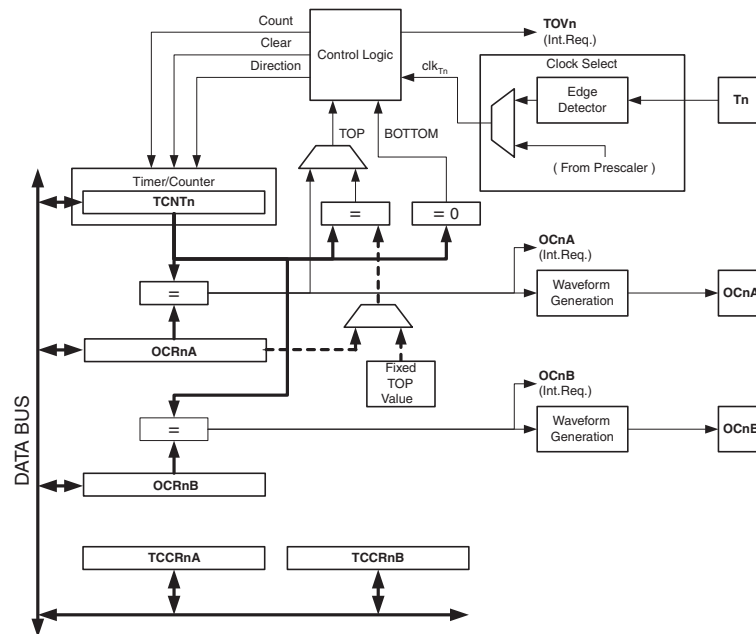 Count
TOVn
(Int.Req.)
Clear
Control Logic
Clock Select
Direction
clkTn
Edge
Detector
Tn
TOP
BOTTOM
( From Prescaler )
Timer/Counter
TCNTn
=
= 0
OCnA
(Int.Req.)
=
Waveform
Generation
OCnA
OCRnA
Fixed
TOP
Value
OCnB
(Int.Req.)
=
Waveform
Generation
OCnB
OCRnB
DATA BUS
TCCRnA
TCCRnB